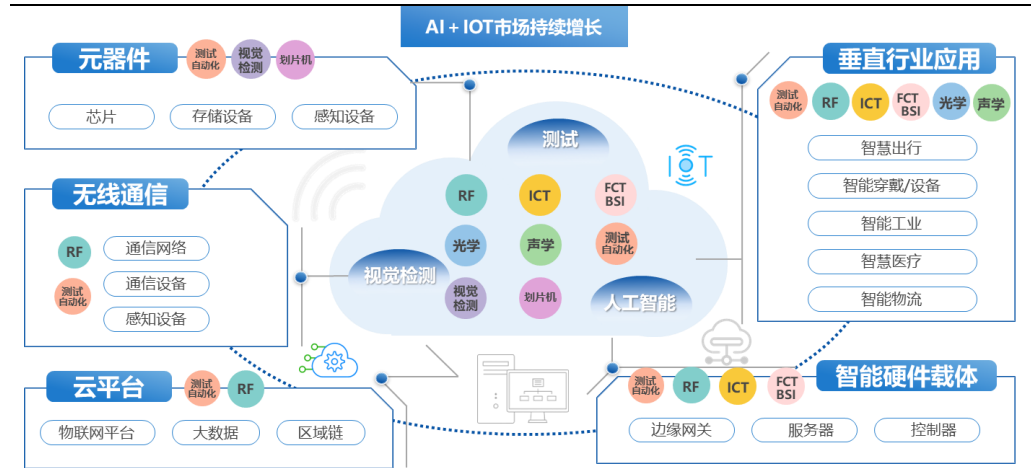 AI + IOT市场持续增长
元器件
测试
自动化
视觉
检测
划片机
芯片
存储设备
感知设备
无线通信
RF
测试
自动化
通信网络
通信设备
感知设备
云平台
测试
自动化
RF
物联网平台
大数据
区域链
测试
视觉检测
人工智能
RF
ICT
FCT
BSI
光学
声学
测试
自动化
视觉
检测
划片机
IOT
垂直行业应用
测试
自动化
RF
ICT
FCT
BSI
光学
声学
智慧出行
智能穿戴/设备
智能工业
智慧医疗
智能物流
智能硬件载体
测试
自动化
RF
ICT
FCT
BSI
边缘网关
服务器
控制器